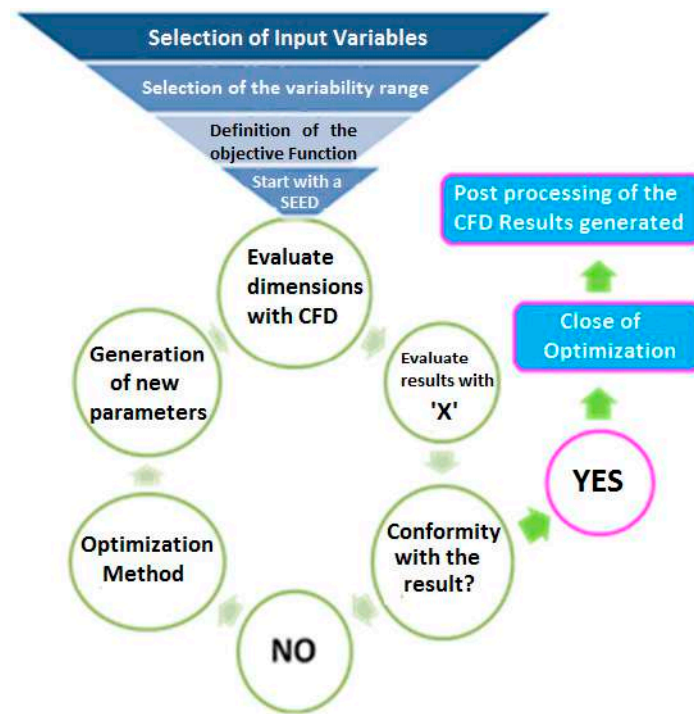 Selection of Input Variables
Selection of the variability range
Definition of the
objective Function
Start with a
SEED
Evaluate
dimensions
with CFD
Evaluate
results with
'X'
Conformity
with the
result?
YES
Close of
Optimization
Post processing of the
CFD Results generated
NO
Optimization
Method
Generation
of new
parameters